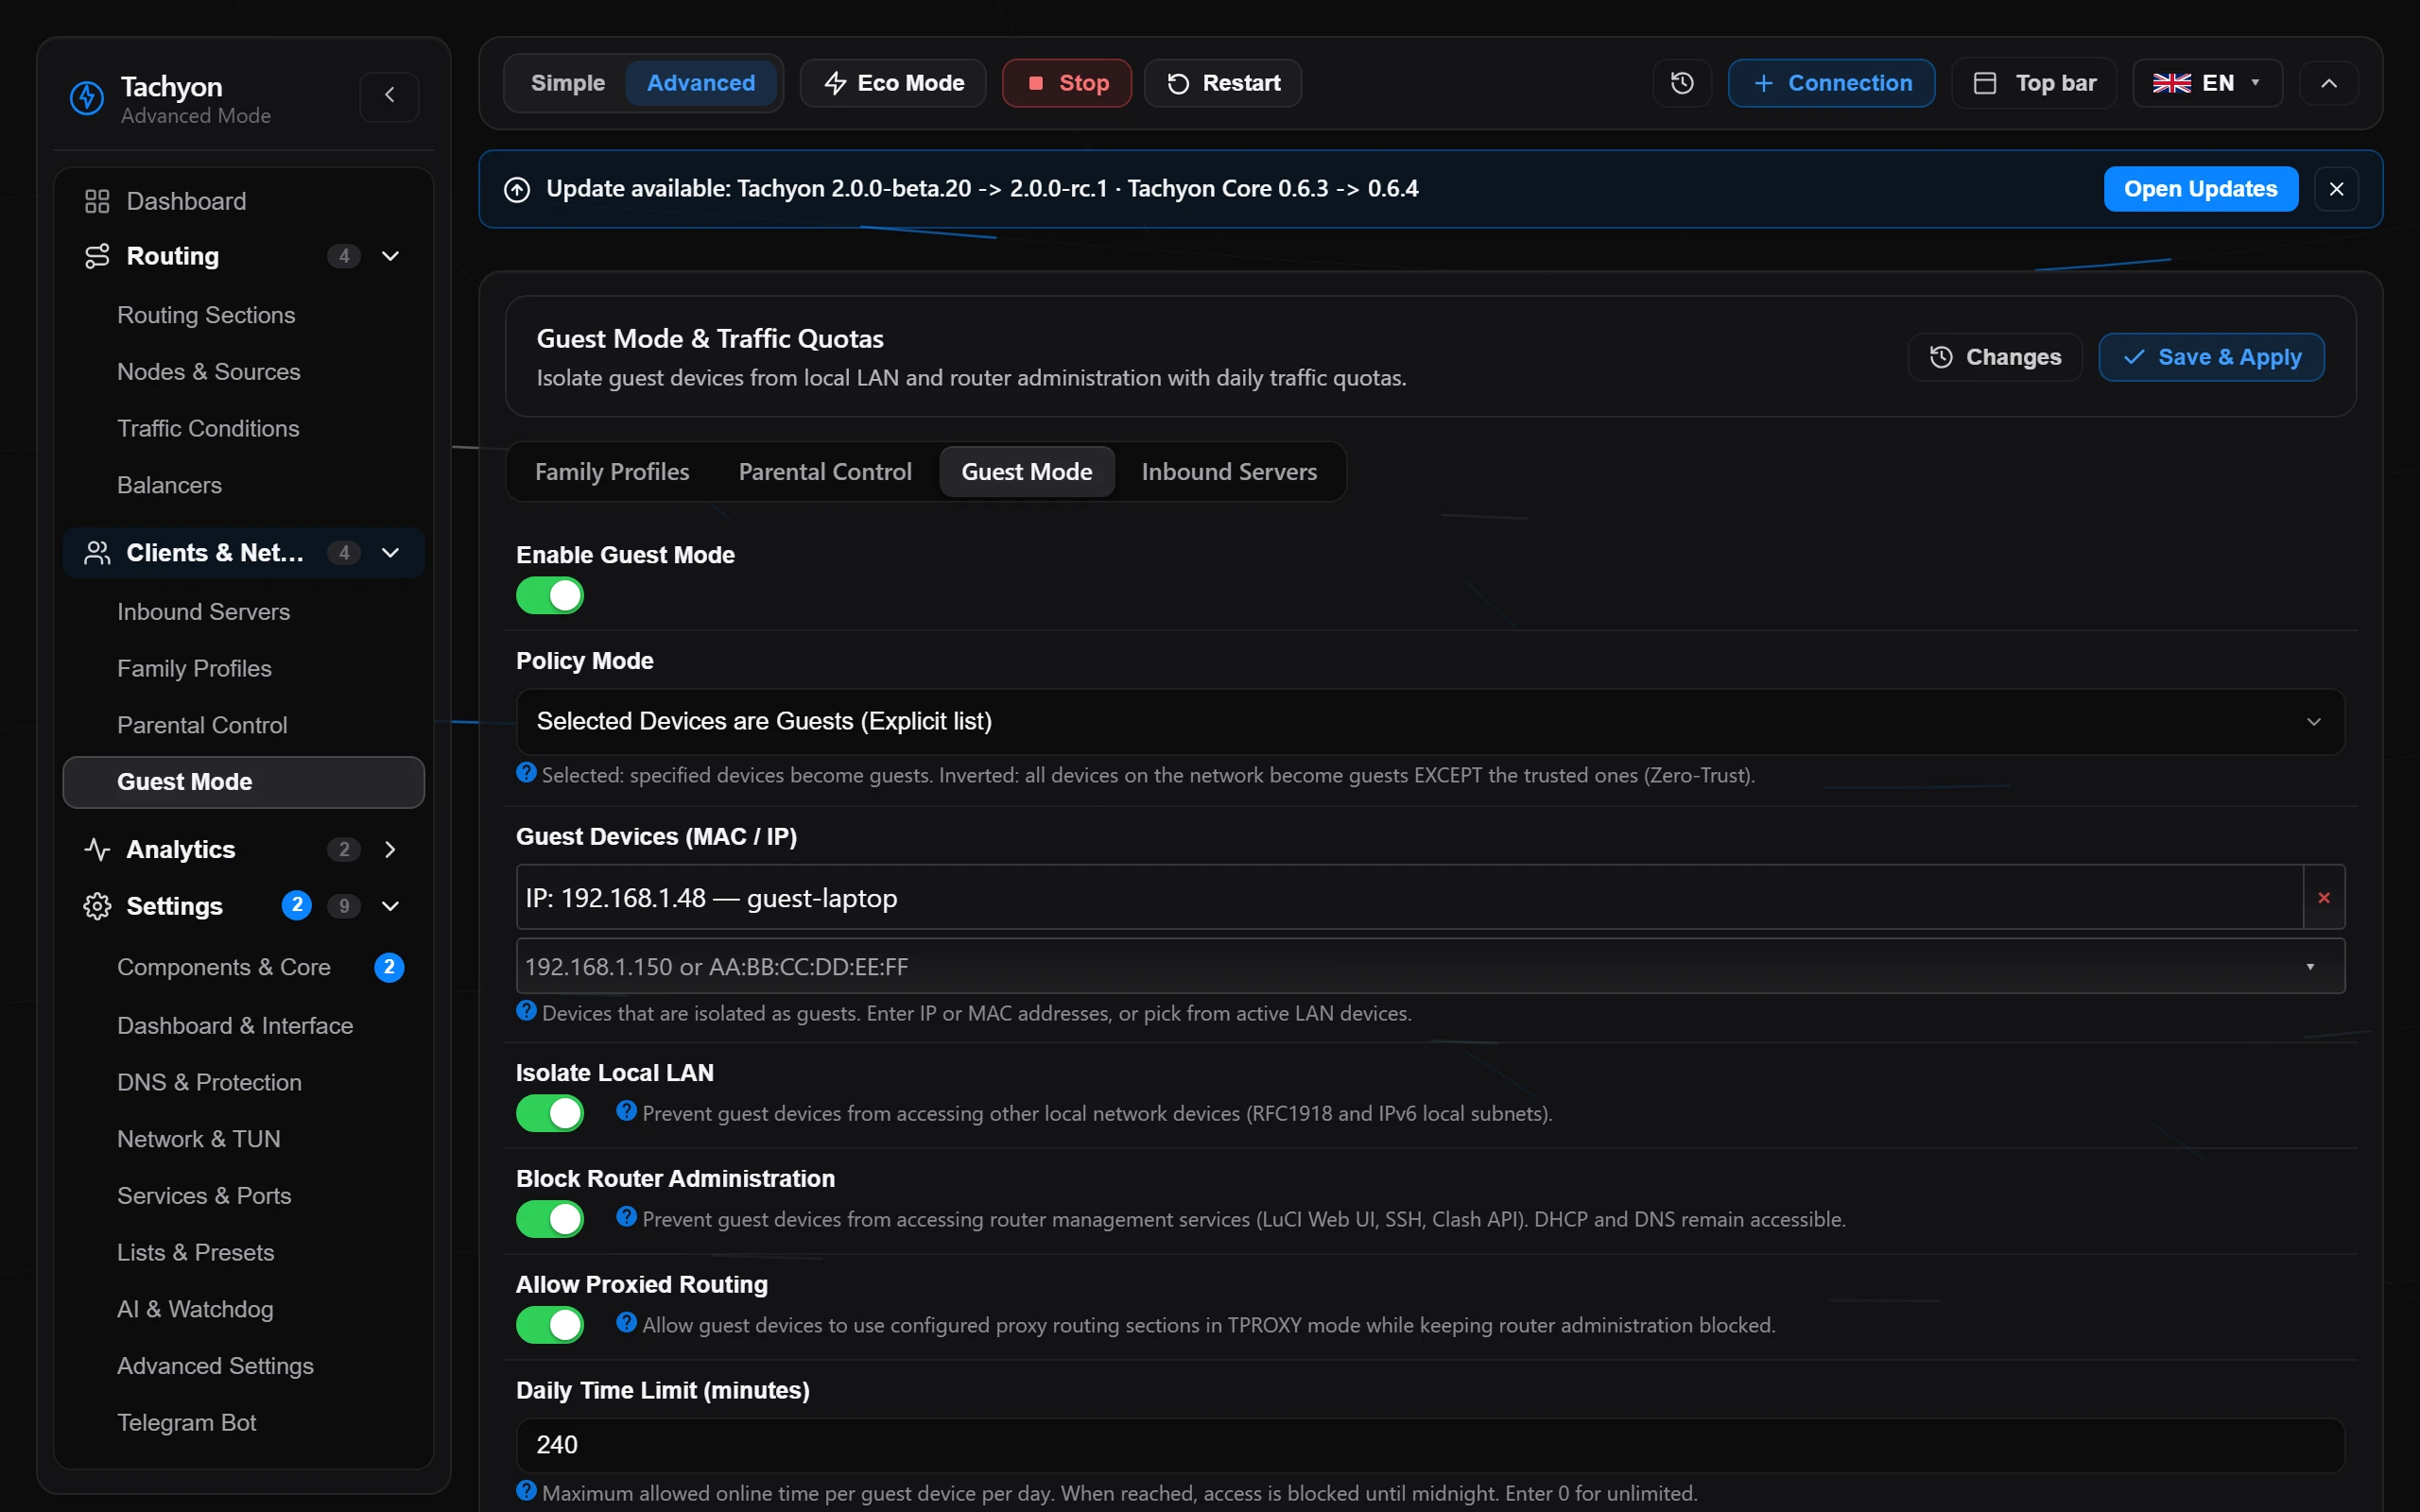 Tachyon
Advanced Mode
Dashboard
Routing 4
Routing Sections
Nodes & Sources
Traffic Conditions
Balancers
Clients & Net... 4
Inbound Servers
Family Profiles
Parental Control
Guest Mode
Analytics 2
Settings 2 9
Components & Core 2
Dashboard & Interface
DNS & Protection
Network & TUN
Services & Ports
Lists & Presets
AI & Watchdog
Advanced Settings
Telegram Bot
Simple Advanced Eco Mode Stop Restart Connection Top bar EN
Update available: Tachyon 2.0.0-beta.20 -> 2.0.0-rc.1 · Tachyon Core 0.6.3 -> 0.6.4 Open Updates
Guest Mode & Traffic Quotas
Isolate guest devices from local LAN and router administration with daily traffic quotas.
Changes Save & Apply
Family Profiles Parental Control Guest Mode Inbound Servers
Enable Guest Mode
Policy Mode
Selected Devices are Guests (Explicit list)
Selected: specified devices become guests. Inverted: all devices on the network become guests EXCEPT the trusted ones (Zero-Trust).
Guest Devices (MAC / IP)
IP: 192.168.1.48 — guest-laptop
192.168.1.150 or AA:BB:CC:DD:EE:FF
Devices that are isolated as guests. Enter IP or MAC addresses, or pick from active LAN devices.
Isolate Local LAN
Prevent guest devices from accessing other local network devices (RFC1918 and IPv6 local subnets).
Block Router Administration
Prevent guest devices from accessing router management services (LuCI Web UI, SSH, Clash API). DHCP and DNS remain accessible.
Allow Proxied Routing
Allow guest devices to use configured proxy routing sections in TPROXY mode while keeping router administration blocked.
Daily Time Limit (minutes)
240
Maximum allowed online time per guest device per day. When reached, access is blocked until midnight. Enter 0 for unlimited.